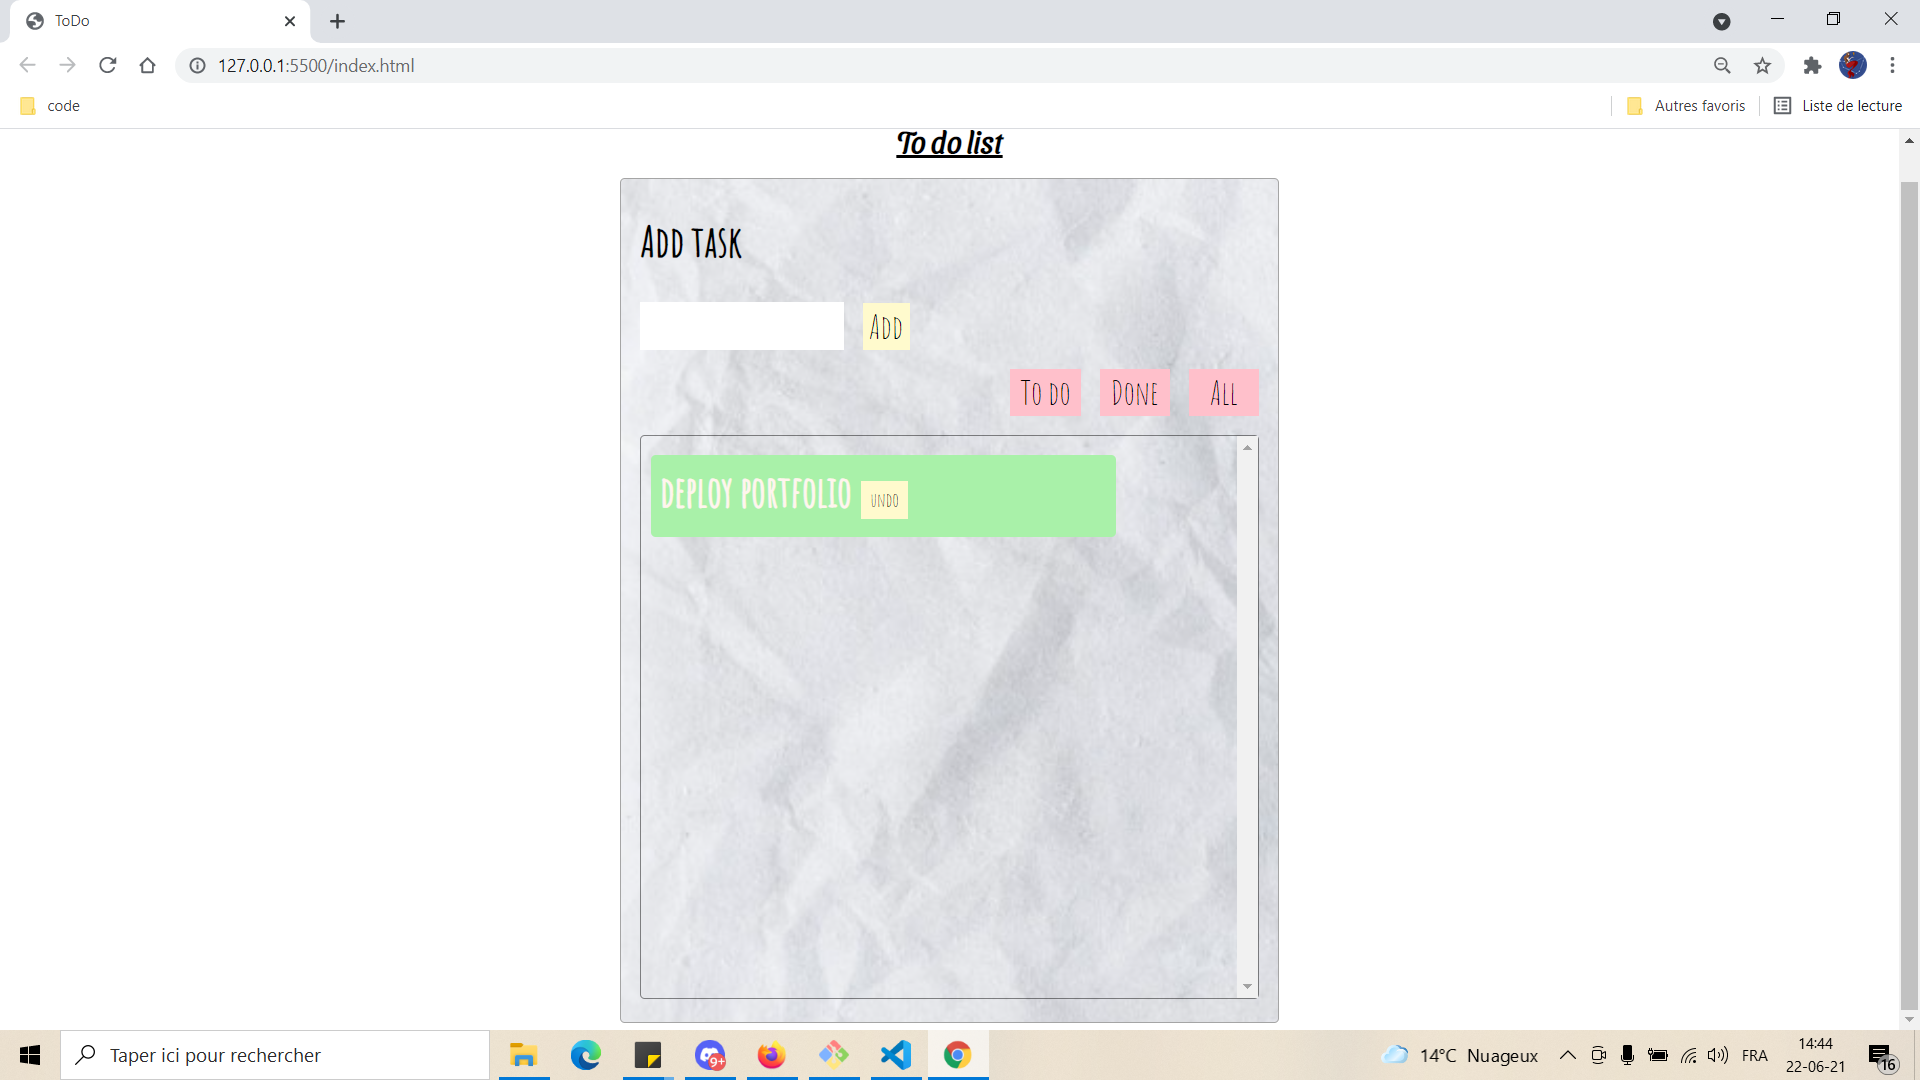 ToDo
127.0.0.1:5500/index.html
code
Autres favoris
Liste de lecture
To do list
Add task
Add
To do
Done
All
deploy portfolio
undo
Taper ici pour rechercher
9+
14°C Nuageux
FRA
14:44
22-06-21
16